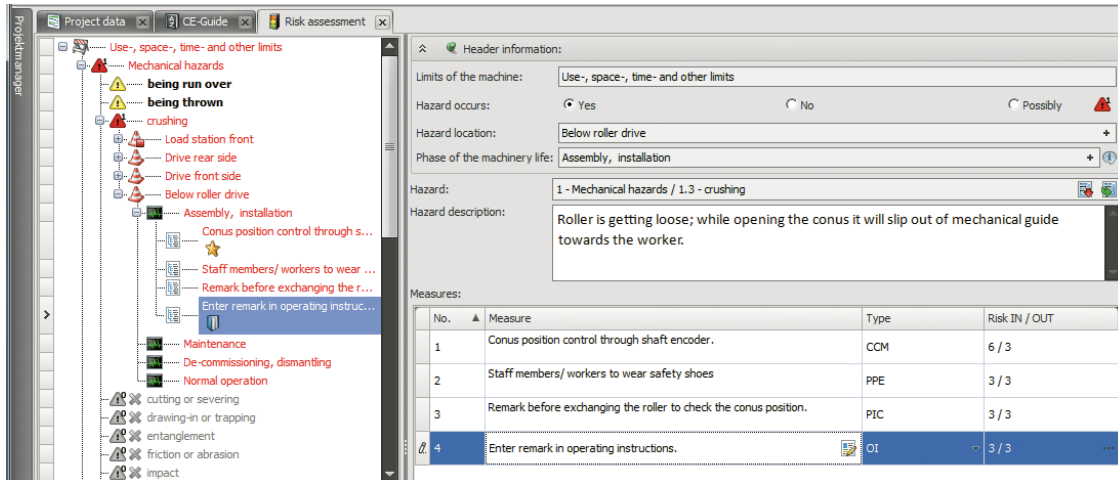 Projektmanager
Project data
CE-Guide
Risk assessment
Use-, space-, time- and other limits
Mechanical hazards
being run over
being thrown
crushing
Load station front
Drive rear side
Drive front side
Below roller drive
Assembly, installation
Conus position control through s...
Staff members/ workers to wear ...
Remark before exchanging the r...
Enter remark in operating instruc...
Maintenance
De-commissioning, dismantling
Normal operation
cutting or severing
drawing-in or trapping
entanglement
friction or abrasion
impact
Header information:
Limits of the machine: Use-, space-, time- and other limits
Hazard occurs: Yes No Possibly
Hazard location: Below roller drive
Phase of the machinery life: Assembly, installation
Hazard: 1 - Mechanical hazards / 1.3 - crushing
Hazard description: Roller is getting loose; while opening the conus it will slip out of mechanical guide
towards the worker.
Measures:
No. Measure Type Risk IN / OUT
1 Conus position control through shaft encoder. CCM 6 / 3
2 Staff members/ workers to wear safety shoes PPE 3 / 3
3 Remark before exchanging the roller to check the conus position. PIC 3 / 3
4 Enter remark in operating instructions. OI 3 / 3